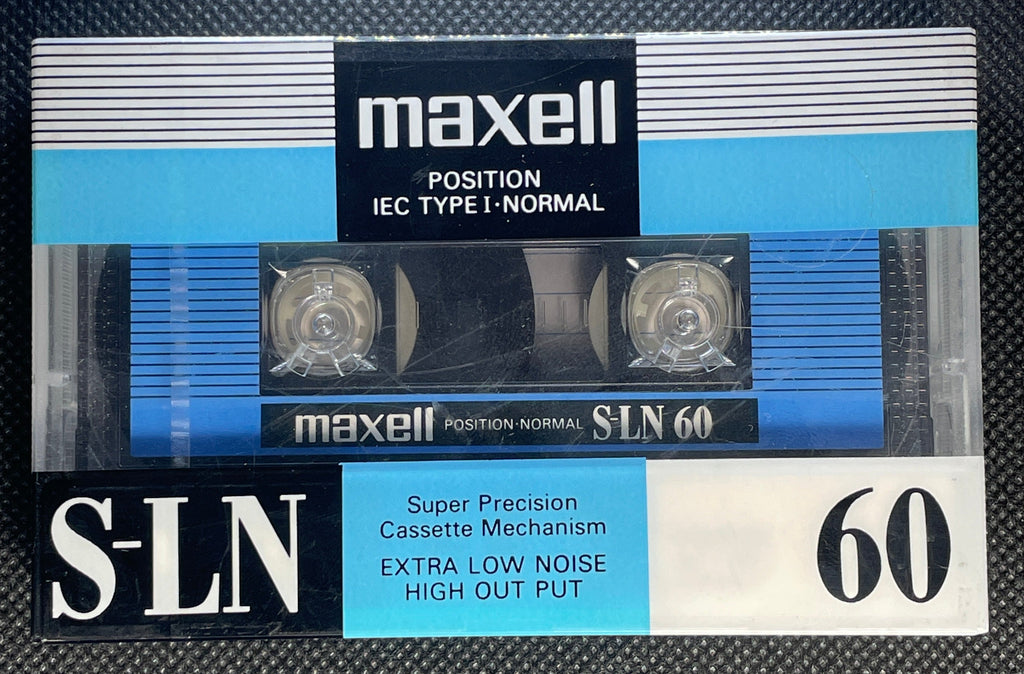 maxell
POSITION
IEC TYPE I·NORMAL
maxell POSITION·NORMAL S-LN 60
S-LN
Super Precision
Cassette Mechanism
EXTRA LOW NOISE
HIGH OUT PUT
60